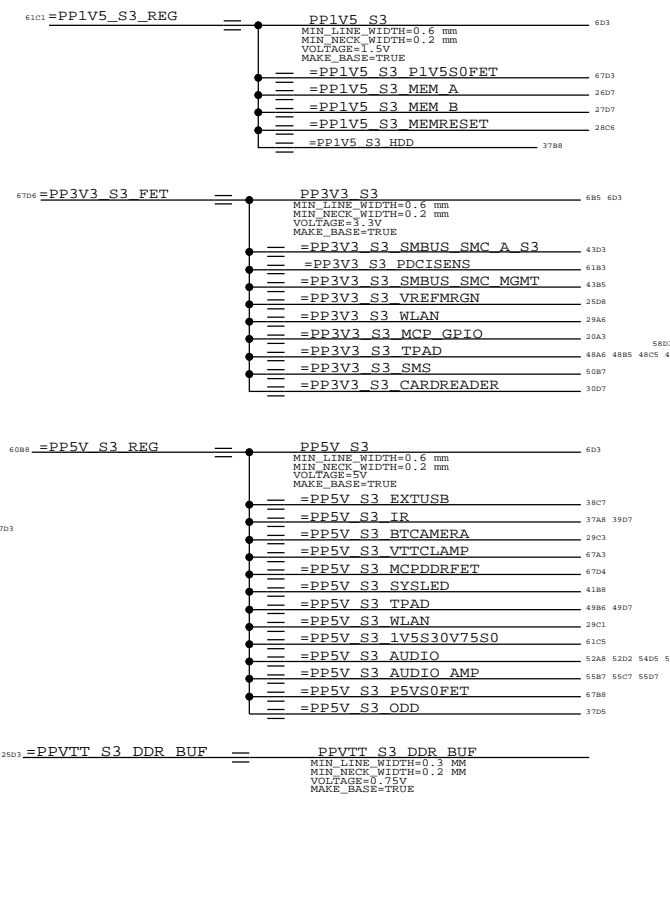 61C1 =PP1V5_S3_REG PP1V5_S3 6D3
MIN_LINE_WIDTH=0.6 mm
MIN_NECK_WIDTH=0.2 mm
VOLTAGE=1.5V
MAKE_BASE=TRUE
=PP1V5_S3_P1V5S0FET 67D3
=PP1V5_S3_MEM_A 26D7
=PP1V5_S3_MEM_B 27D7
=PP1V5_S3_MEMRESET 28C6
=PP1V5_S3_HDD 37B8
67D6 =PP3V3_S3_FET PP3V3_S3 6B5 6D3
MIN_LINE_WIDTH=0.6 mm
MIN_NECK_WIDTH=0.2 mm
VOLTAGE=3.3V
MAKE_BASE=TRUE
=PP3V3_S3_SMBUS_SMC_A_S3 43D3
=PP3V3_S3_PDCISENS 61B3
=PP3V3_S3_SMBUS_SMC_MGMT 43B5
=PP3V3_S3_VREFMRGN 25D8
=PP3V3_S3_WLAN 29A6
=PP3V3_S3_MCP_GPIO 20A3
58D
=PP3V3_S3_TPAD 48A6 48B5 48C5 4
=PP3V3_S3_SMS 50B7
=PP3V3_S3_CARDREADER 30D7
60B8 =PP5V_S3_REG PP5V_S3 6D3
MIN_LINE_WIDTH=0.6 mm
MIN_NECK_WIDTH=0.2 mm
VOLTAGE=5V
MAKE_BASE=TRUE
=PP5V_S3_EXTUSB 38C7
=PP5V_S3_IR 37A8 39D7
7D3
=PP5V_S3_BTCAMERA 29C3
=PP5V_S3_VTTCLAMP 67A3
=PP5V_S3_MCPDDRFET 67D4
=PP5V_S3_SYSLED 41B8
=PP5V_S3_TPAD 49B6 49D7
=PP5V_S3_WLAN 29C1
=PP5V_S3_1V5S30V75S0 61C5
=PP5V_S3_AUDIO 52A8 52D2 54D5 5
=PP5V_S3_AUDIO_AMP 55B7 55C7 55D7
=PP5V_S3_P5VS0FET 67B8
=PP5V_S3_ODD 37D5
25D3 =PPVTT_S3_DDR_BUF PPVTT_S3_DDR_BUF
MIN_LINE_WIDTH=0.3 MM
MIN_NECK_WIDTH=0.2 MM
VOLTAGE=0.75V
MAKE_BASE=TRUE